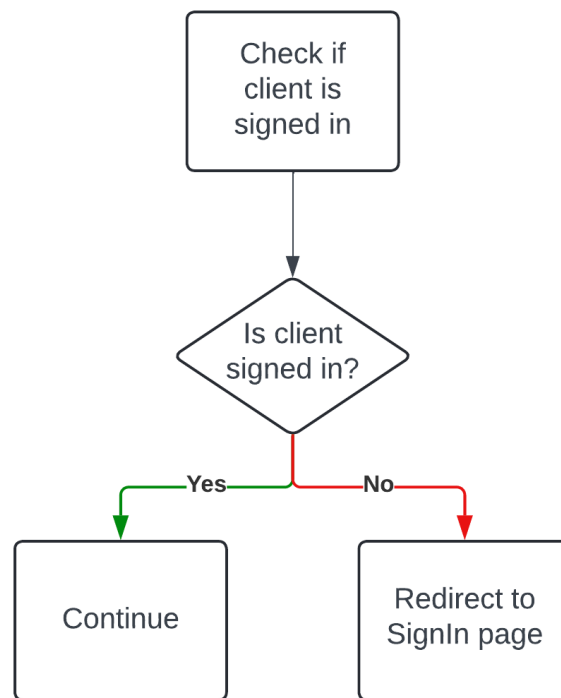 Check if
client is
signed in
Is client
signed in?
Yes
No
Continue
Redirect to
SignIn page